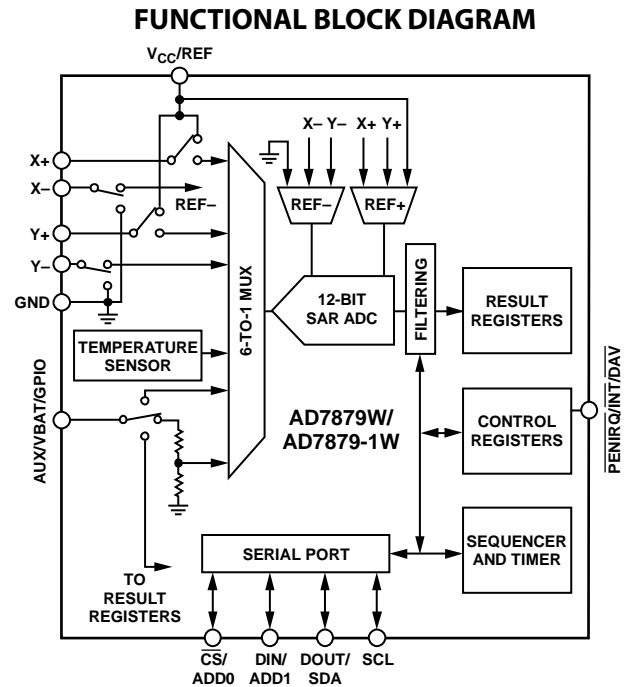 FUNCTIONAL BLOCK DIAGRAM
VCC/REF
X– Y– X+ Y+
X+
X–
REF–
REF– REF+
Y+
Y–
GND
6-TO-1 MUX
12-BIT
SAR ADC
FILTERING
RESULT
REGISTERS
TEMPERATURE
SENSOR
AUX/VBAT/GPIO
AD7879W/
AD7879-1W
CONTROL
REGISTERS
PENIRQ/INT/DAV
SERIAL PORT
SEQUENCER
AND TIMER
TO
RESULT
REGISTERS
CS/
ADD0
DIN/
ADD1
DOUT/
SDA
SCL